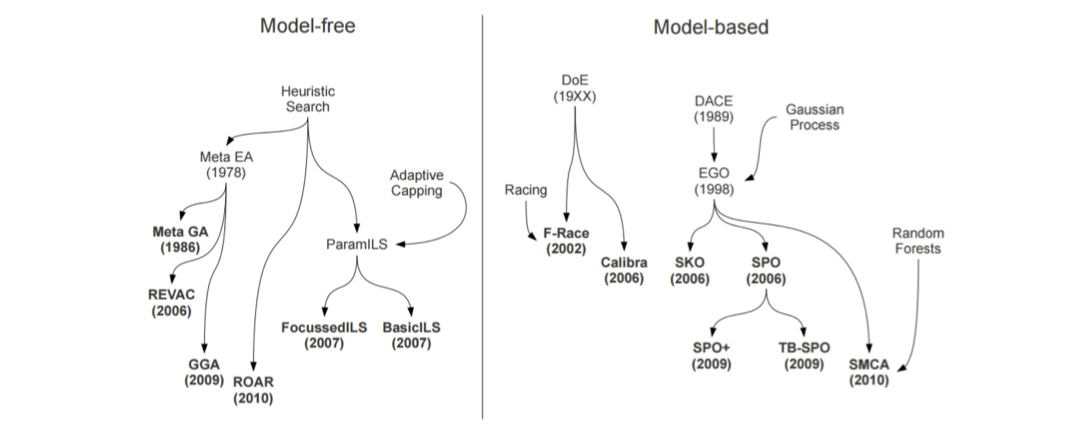 Model-free
Heuristic
Search
Meta EA
(1978)
Adaptive
Capping
Meta GA
(1986)
ParamILS
REVAC
(2006)
FocussedILS
(2007)
BasicILS
(2007)
GGA
(2009)
ROAR
(2010)
Model-based
DoE
(19XX)
DACE
(1989)
Gaussian
Process
EGO
(1998)
Racing
F-Race
(2002)
Calibra
(2006)
SKO
(2006)
SPO
(2006)
Random
Forests
SPO+
(2009)
TB-SPO
(2009)
SMCA
(2010)